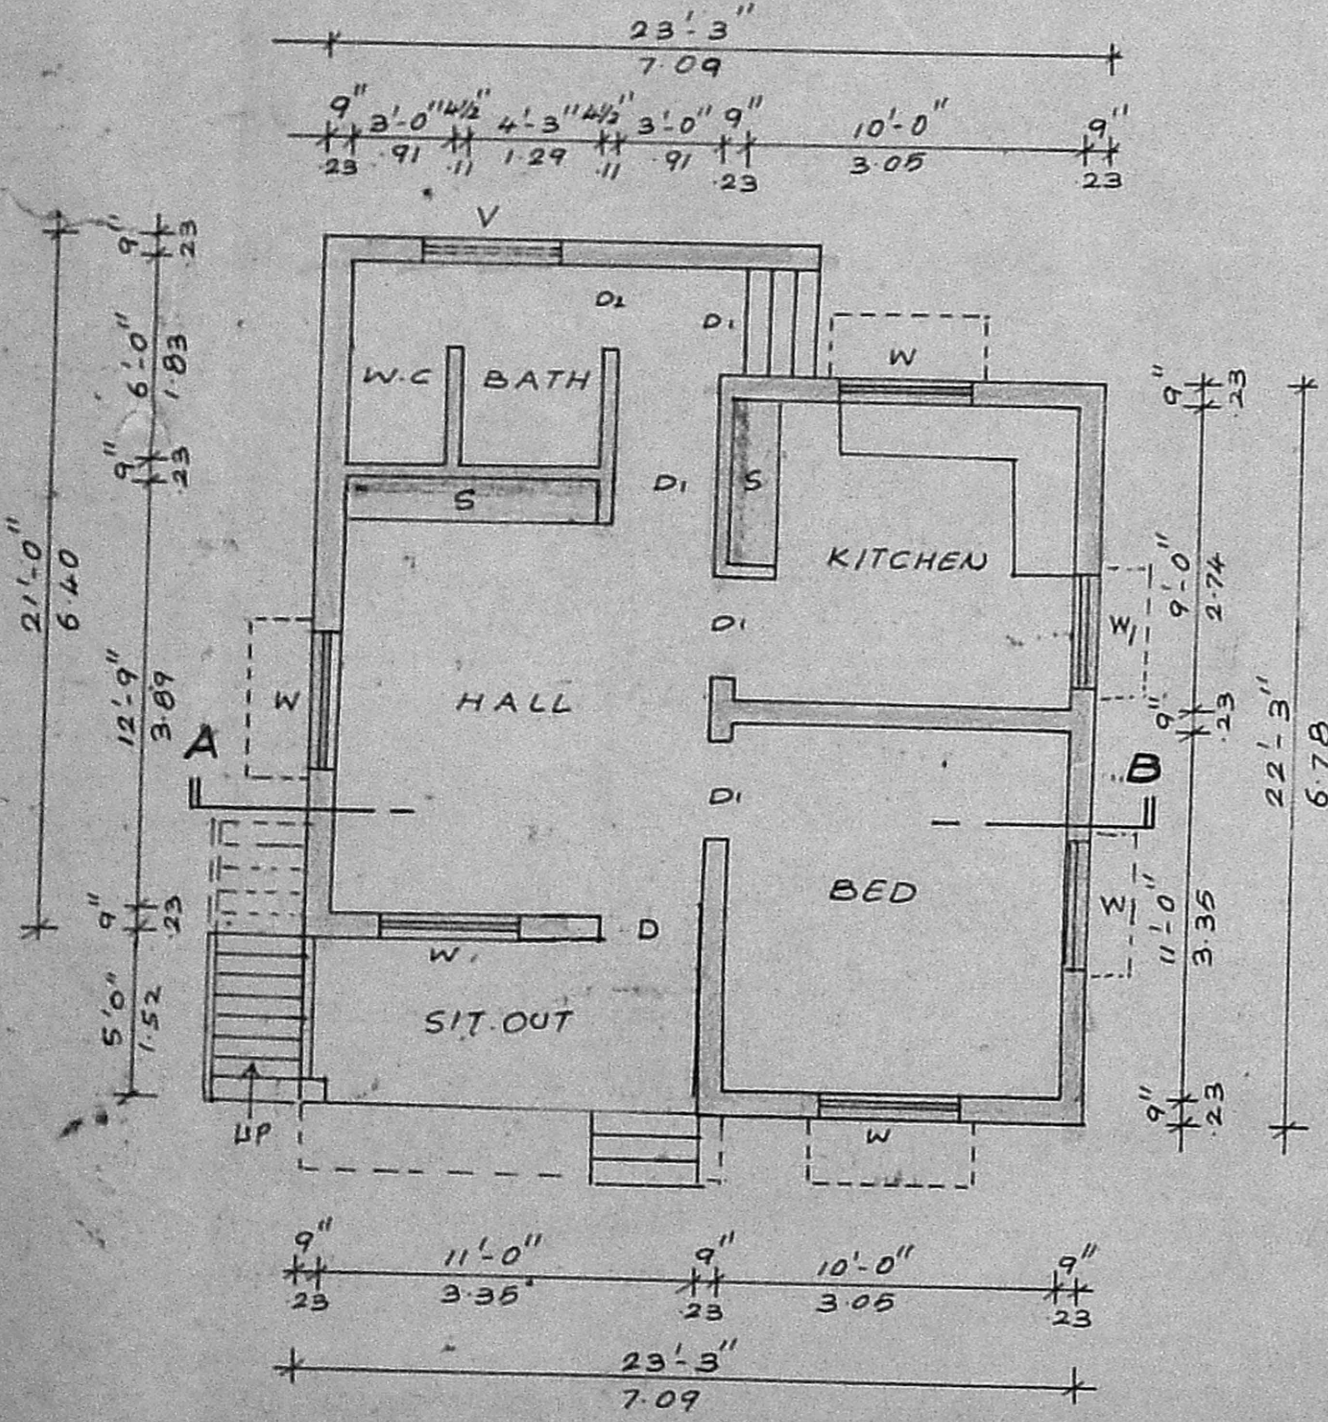 23'-3"
7.09
9" 3'-0" 4½" 4'-3" 4½" 3'-0" 9" 10'-0" 9"
.23 .91 .11 1.29 .11 .91 .23 3.05 .23
V
9" .23
D2
D1
W
6'-0" 1.83
W.C BATH
9" .23
9" .23
S
D1
S
21'-0" 6.40
KITCHEN
9'-0" 2.74
D1
W1
W
HALL
12'-9" 3.89
9" .23
22'-3" 6.78
A
B
D1
BED
W
11'-0" 3.35
9" .23
D
W1
SIT.OUT
5'0" 1.52
UP
W
9" .23
9" 11'-0" 9" 10'-0" 9"
.23 3.35 .23 3.05 .23
23'-3"
7.09